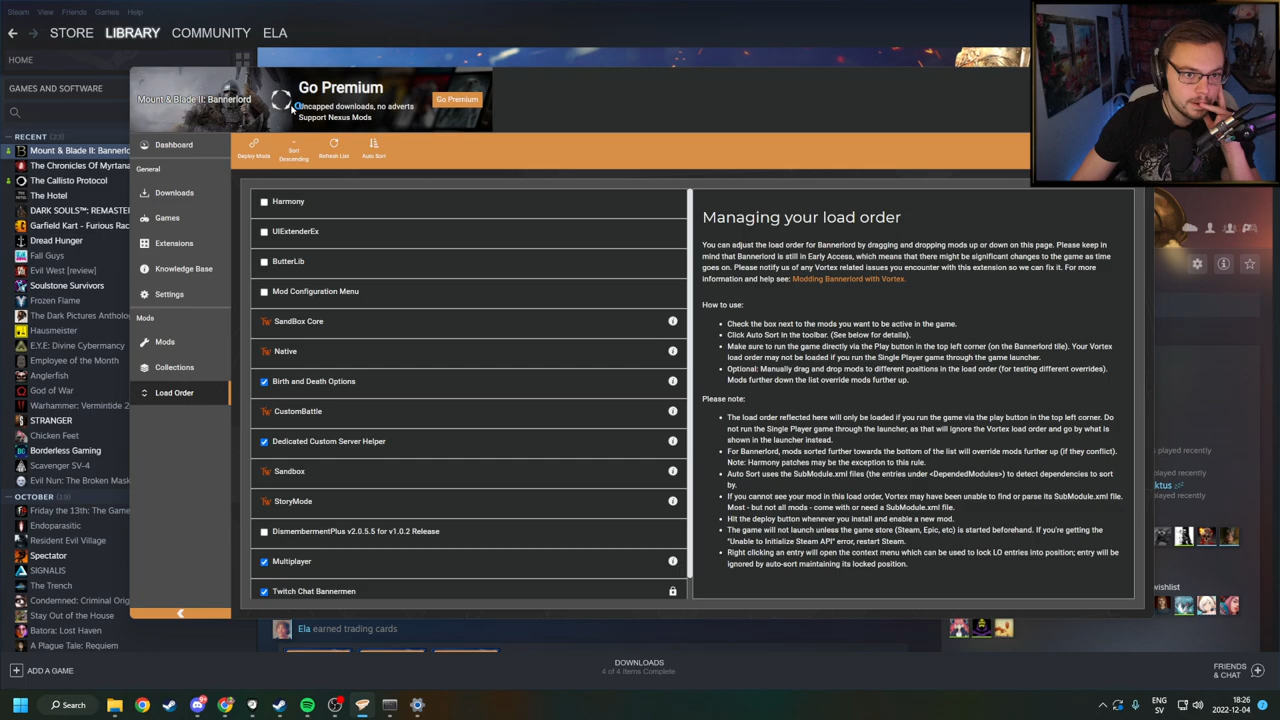 Steam View Friends Games Help
STORE LIBRARY COMMUNITY ELA
HOME
GAMES AND SOFTWARE
RECENT (23)
Mount & Blade II: Bannerlo
The Chronicles Of Myrtana
The Callisto Protocol
The Hotel
DARK SOULS™: REMASTE
Garfield Kart - Furious Raci
Dread Hunger
Fall Guys
Evil West [review]
Soulstone Survivors
Frozen Flame
The Dark Pictures Antholog
Hausmeister
E.Y.E: Divine Cybermancy
Employee of the Month
God of War
Warhammer: Vermintide 2
STRANGER
Chicken Feet
Borderless Gaming
Scavenger SV-4
Evil Nun: The Broken Mask
OCTOBER (9)
Friday the 13th: The Game
Endoparasitic
Resident Evil Village
Spectator
SIGNALIS
The Trench
Condemned: Criminal Orig
Stay Out of the House
Batora: Lost Haven
A Plague Tale: Requiem
ADD A GAME
Mount & Blade II: Bannerlord
Go Premium
Uncapped downloads, no adverts
Support Nexus Mods
Go Premium
Dashboard
General
Downloads
Games
Extensions
Knowledge Base
Settings
Mods
Mods
Collections
Load Order
Deploy Mods
Sort Descending
Refresh List
Auto Sort
Harmony
UIExtenderEx
ButterLib
Mod Configuration Menu
SandBox Core
Native
Birth and Death Options
CustomBattle
Dedicated Custom Server Helper
Sandbox
StoryMode
DismembermentPlus v2.0.5.5 for v1.0.2 Release
Multiplayer
Twitch Chat Bannermen
Managing your load order
You can adjust the load order for Bannerlord by dragging and dropping mods up or down on this page. Please keep in
mind that Bannerlord is still in Early Access, which means that there might be significant changes to the game as time
goes on. Please notify us of any Vortex related issues you encounter with this extension so we can fix it. For more
information and help see: Modding Bannerlord with Vortex.
How to use:
Check the box next to the mods you want to be active in the game.
Click Auto Sort in the toolbar. (See below for details).
Make sure to run the game directly via the Play button in the top left corner (on the Bannerlord tile). Your Vortex
load order may not be loaded if you run the Single Player game through the game launcher.
Optional: Manually drag and drop mods to different positions in the load order (for testing different overrides).
Mods further down the list override mods further up.
Please note:
The load order reflected here will only be loaded if you run the game via the play button in the top left corner. Do
not run the Single Player game through the launcher, as that will ignore the Vortex load order and go by what is
shown in the launcher instead.
For Bannerlord, mods sorted further towards the bottom of the list will override mods further up (if they conflict).
Note: Harmony patches may be the exception to this rule.
Auto Sort uses the SubModule.xml files (the entries under <DependedModules>) to detect dependencies to sort
by.
If you cannot see your mod in this load order, Vortex may have been unable to find or parse its SubModule.xml file.
Most - but not all mods - come with or need a SubModule.xml file.
Hit the deploy button whenever you install and enable a new mod.
The game will not launch unless the game store (Steam, Epic, etc) is started beforehand. If you're getting the
"Unable to Initialize Steam API" error, restart Steam.
Right clicking an entry will open the context menu which can be used to lock LO entries into position; entry will be
ignored by auto-sort maintaining its locked position.
played recently
ktus
s played recently
played recently
wishlist
Ela earned trading cards
DOWNLOADS
4 of 4 Items Complete
FRIENDS
& CHAT
Search
ENG
SV
18:26
2022-12-04